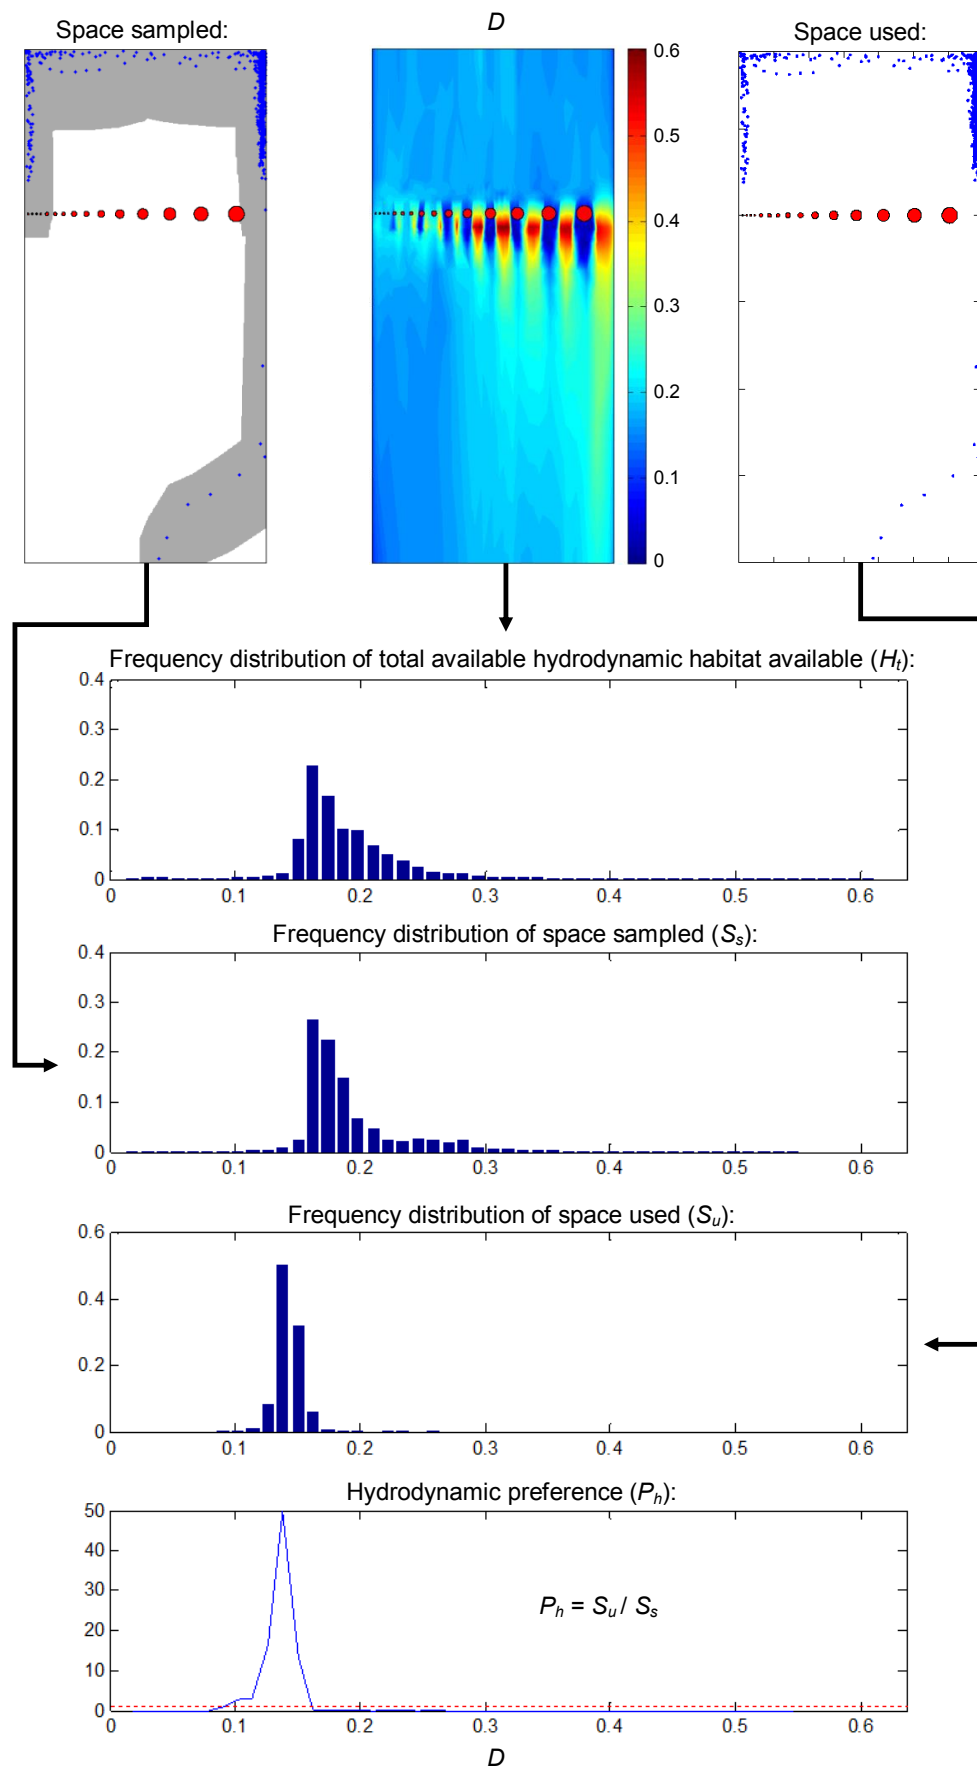 Space sampled:
D
Space used:
0.6
0.5
0.4
0.3
0.2
0.1
0
Frequency distribution of total available hydrodynamic habitat available (Ht):
0.4
0.3
0.2
0.1
0
0 0.1 0.2 0.3 0.4 0.5 0.6
Frequency distribution of space sampled (Ss):
0.4
0.3
0.2
0.1
0
0 0.1 0.2 0.3 0.4 0.5 0.6
Frequency distribution of space used (Su):
0.6
0.4
0.2
0
0 0.1 0.2 0.3 0.4 0.5 0.6
Hydrodynamic preference (Ph):
50
40
30
20
10
0
Ph = Su / Ss
0 0.1 0.2 0.3 0.4 0.5 0.6
D